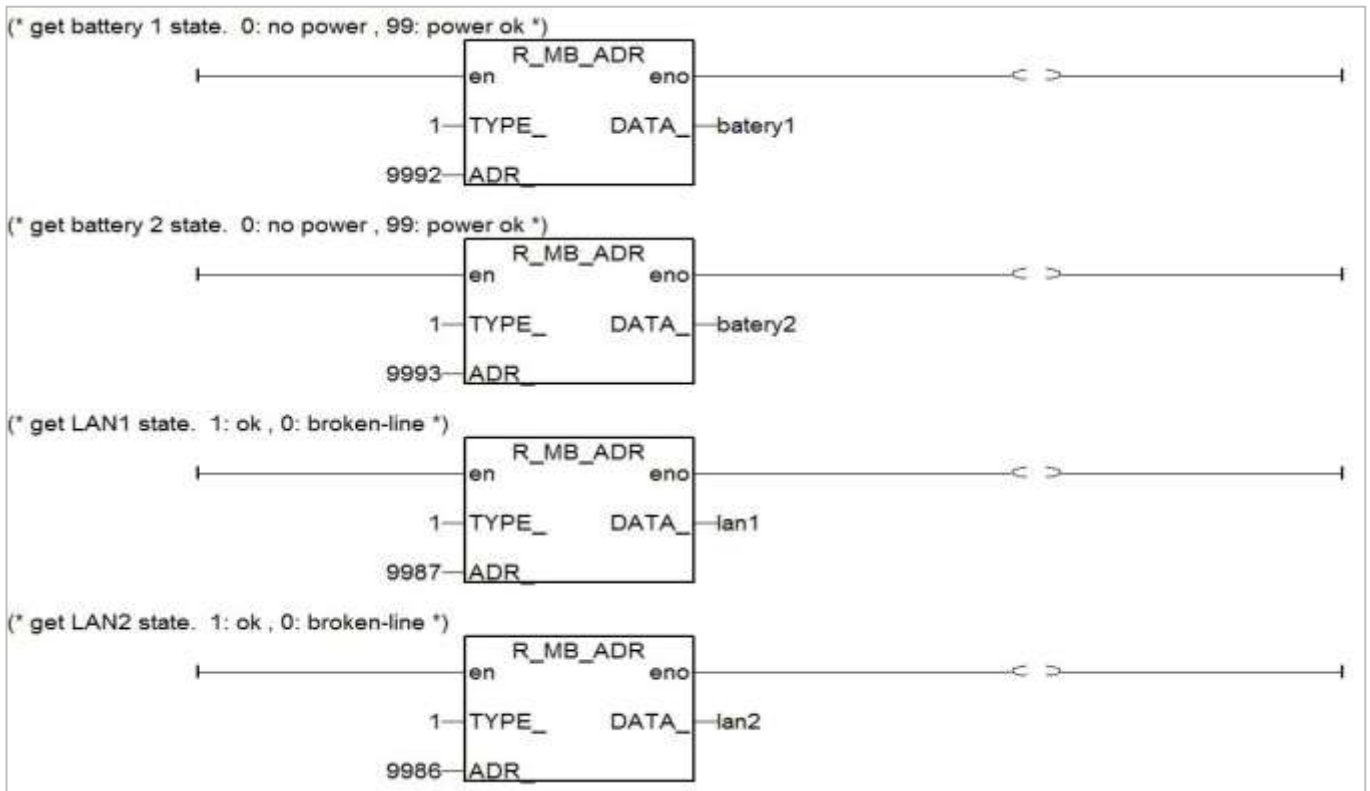 (* get battery 1 state.  0: no power , 99: power ok *)
R_MB_ADR
en eno
1 TYPE_ DATA_ batery1
9992 ADR_
(* get battery 2 state.  0: no power , 99: power ok *)
R_MB_ADR
en eno
1 TYPE_ DATA_ batery2
9993 ADR_
(* get LAN1 state.  1: ok , 0: broken-line *)
R_MB_ADR
en eno
1 TYPE_ DATA_ lan1
9987 ADR_
(* get LAN2 state.  1: ok , 0: broken-line *)
R_MB_ADR
en eno
1 TYPE_ DATA_ lan2
9986 ADR_